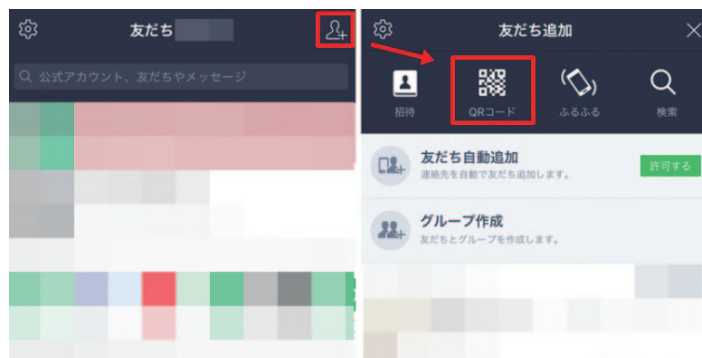 友だち
公式アカウント、友だちやメッセージ
友だち追加
招待
QRコード
ふるふる
検索
友だち自動追加
連絡先を自動で友だち追加します。
許可する
グループ作成
友だちとグループを作成します。